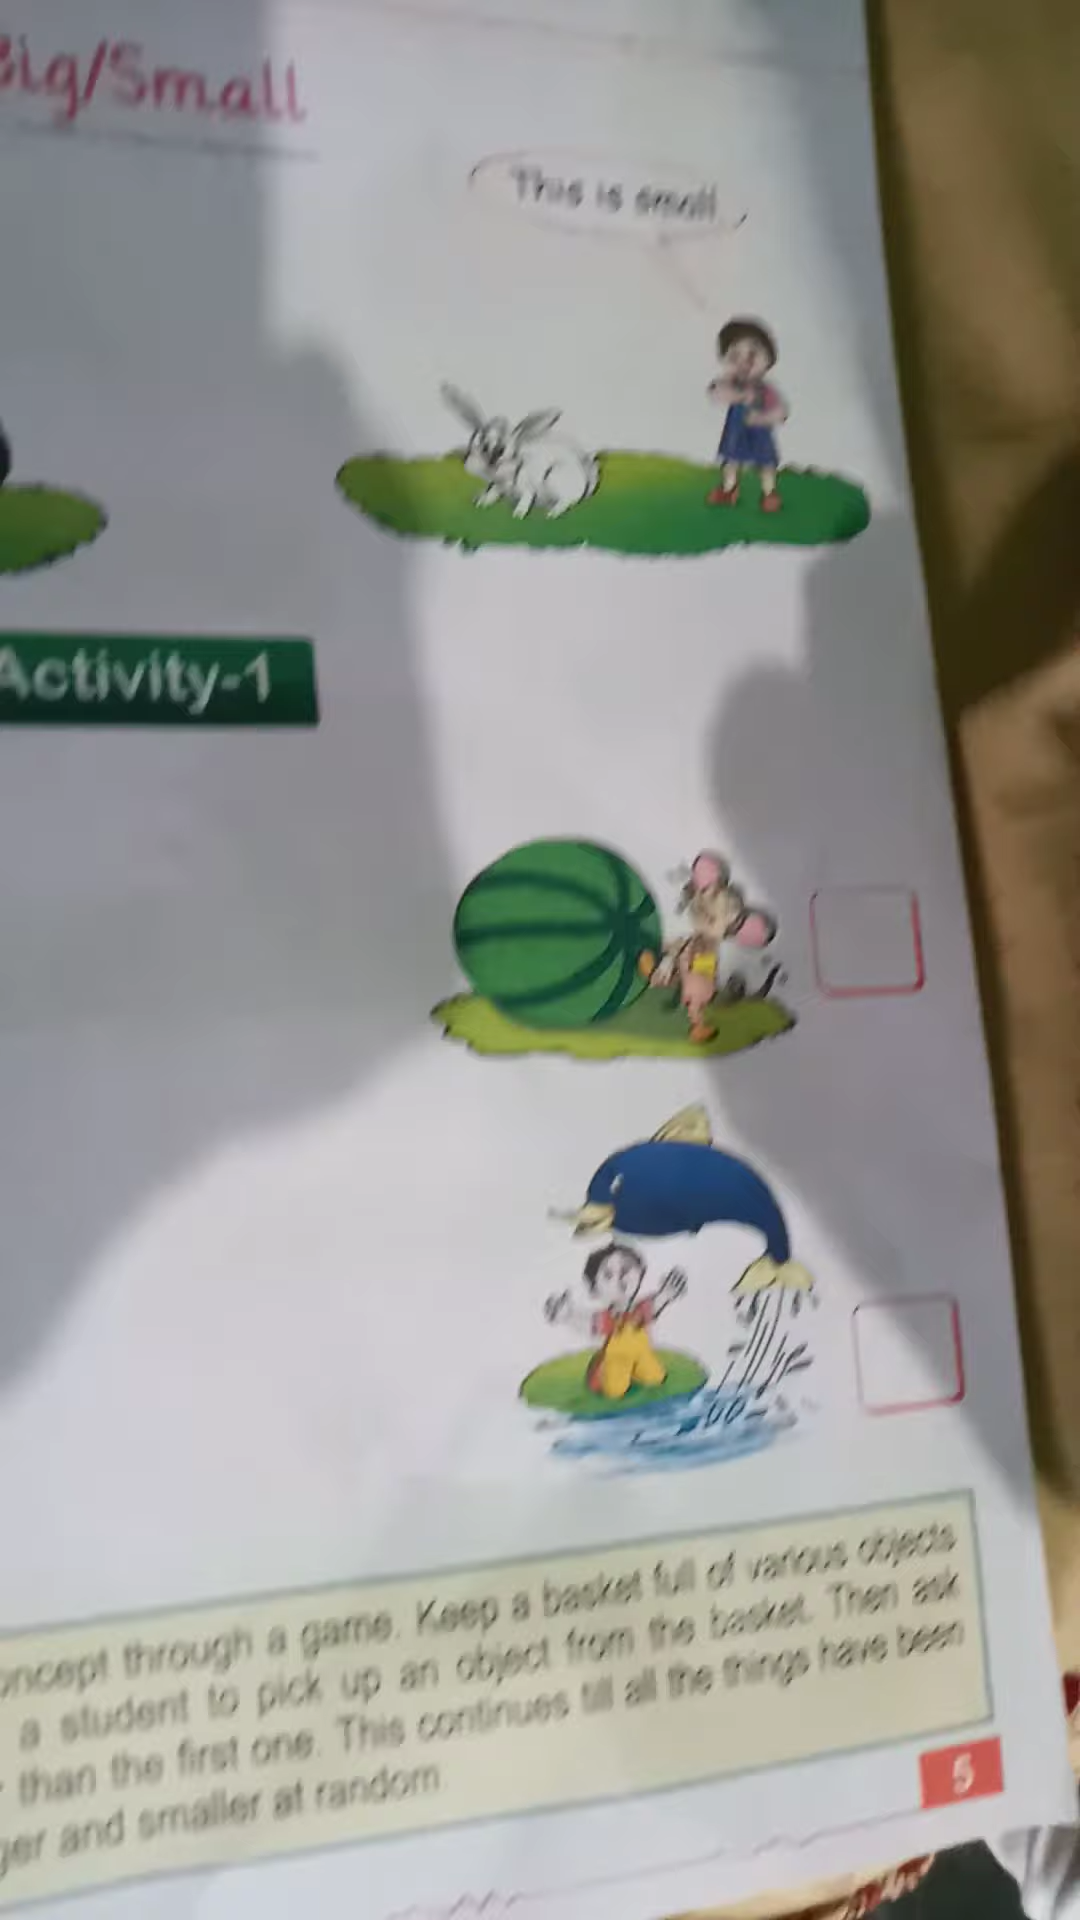 Big/Small
This is small
Activity-1
concept through a game. Keep a basket full of various objects
a student to pick up an object from the basket. Then ask
than the first one. This continues till all the things have been
and smaller at random.
5